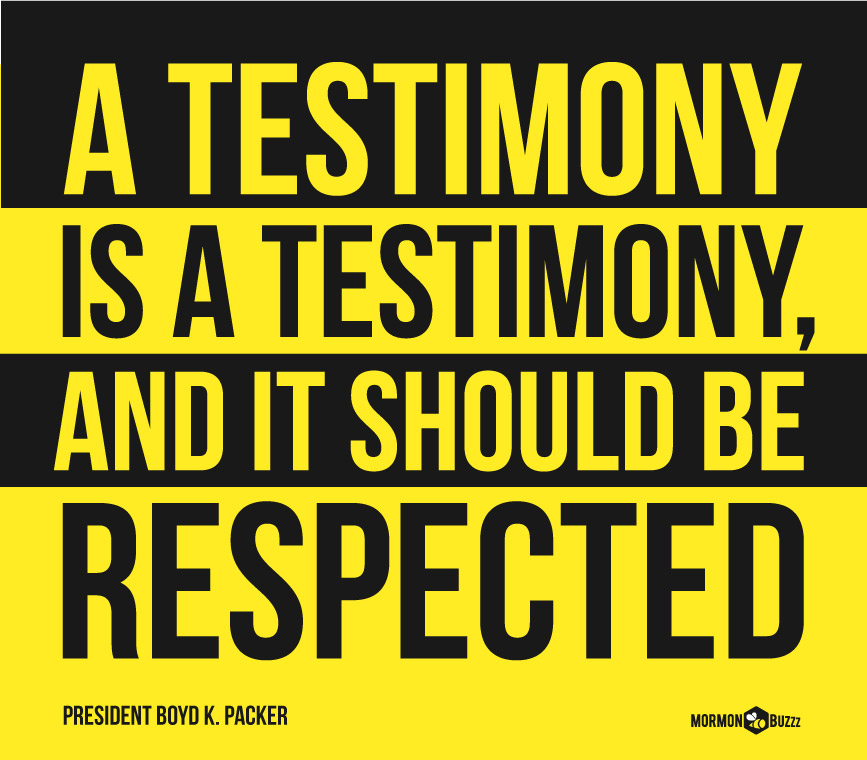 A TESTIMONY
IS A TESTIMONY,
AND IT SHOULD BE
RESPECTED
PRESIDENT BOYD K. PACKER
MORMON BUZZZ